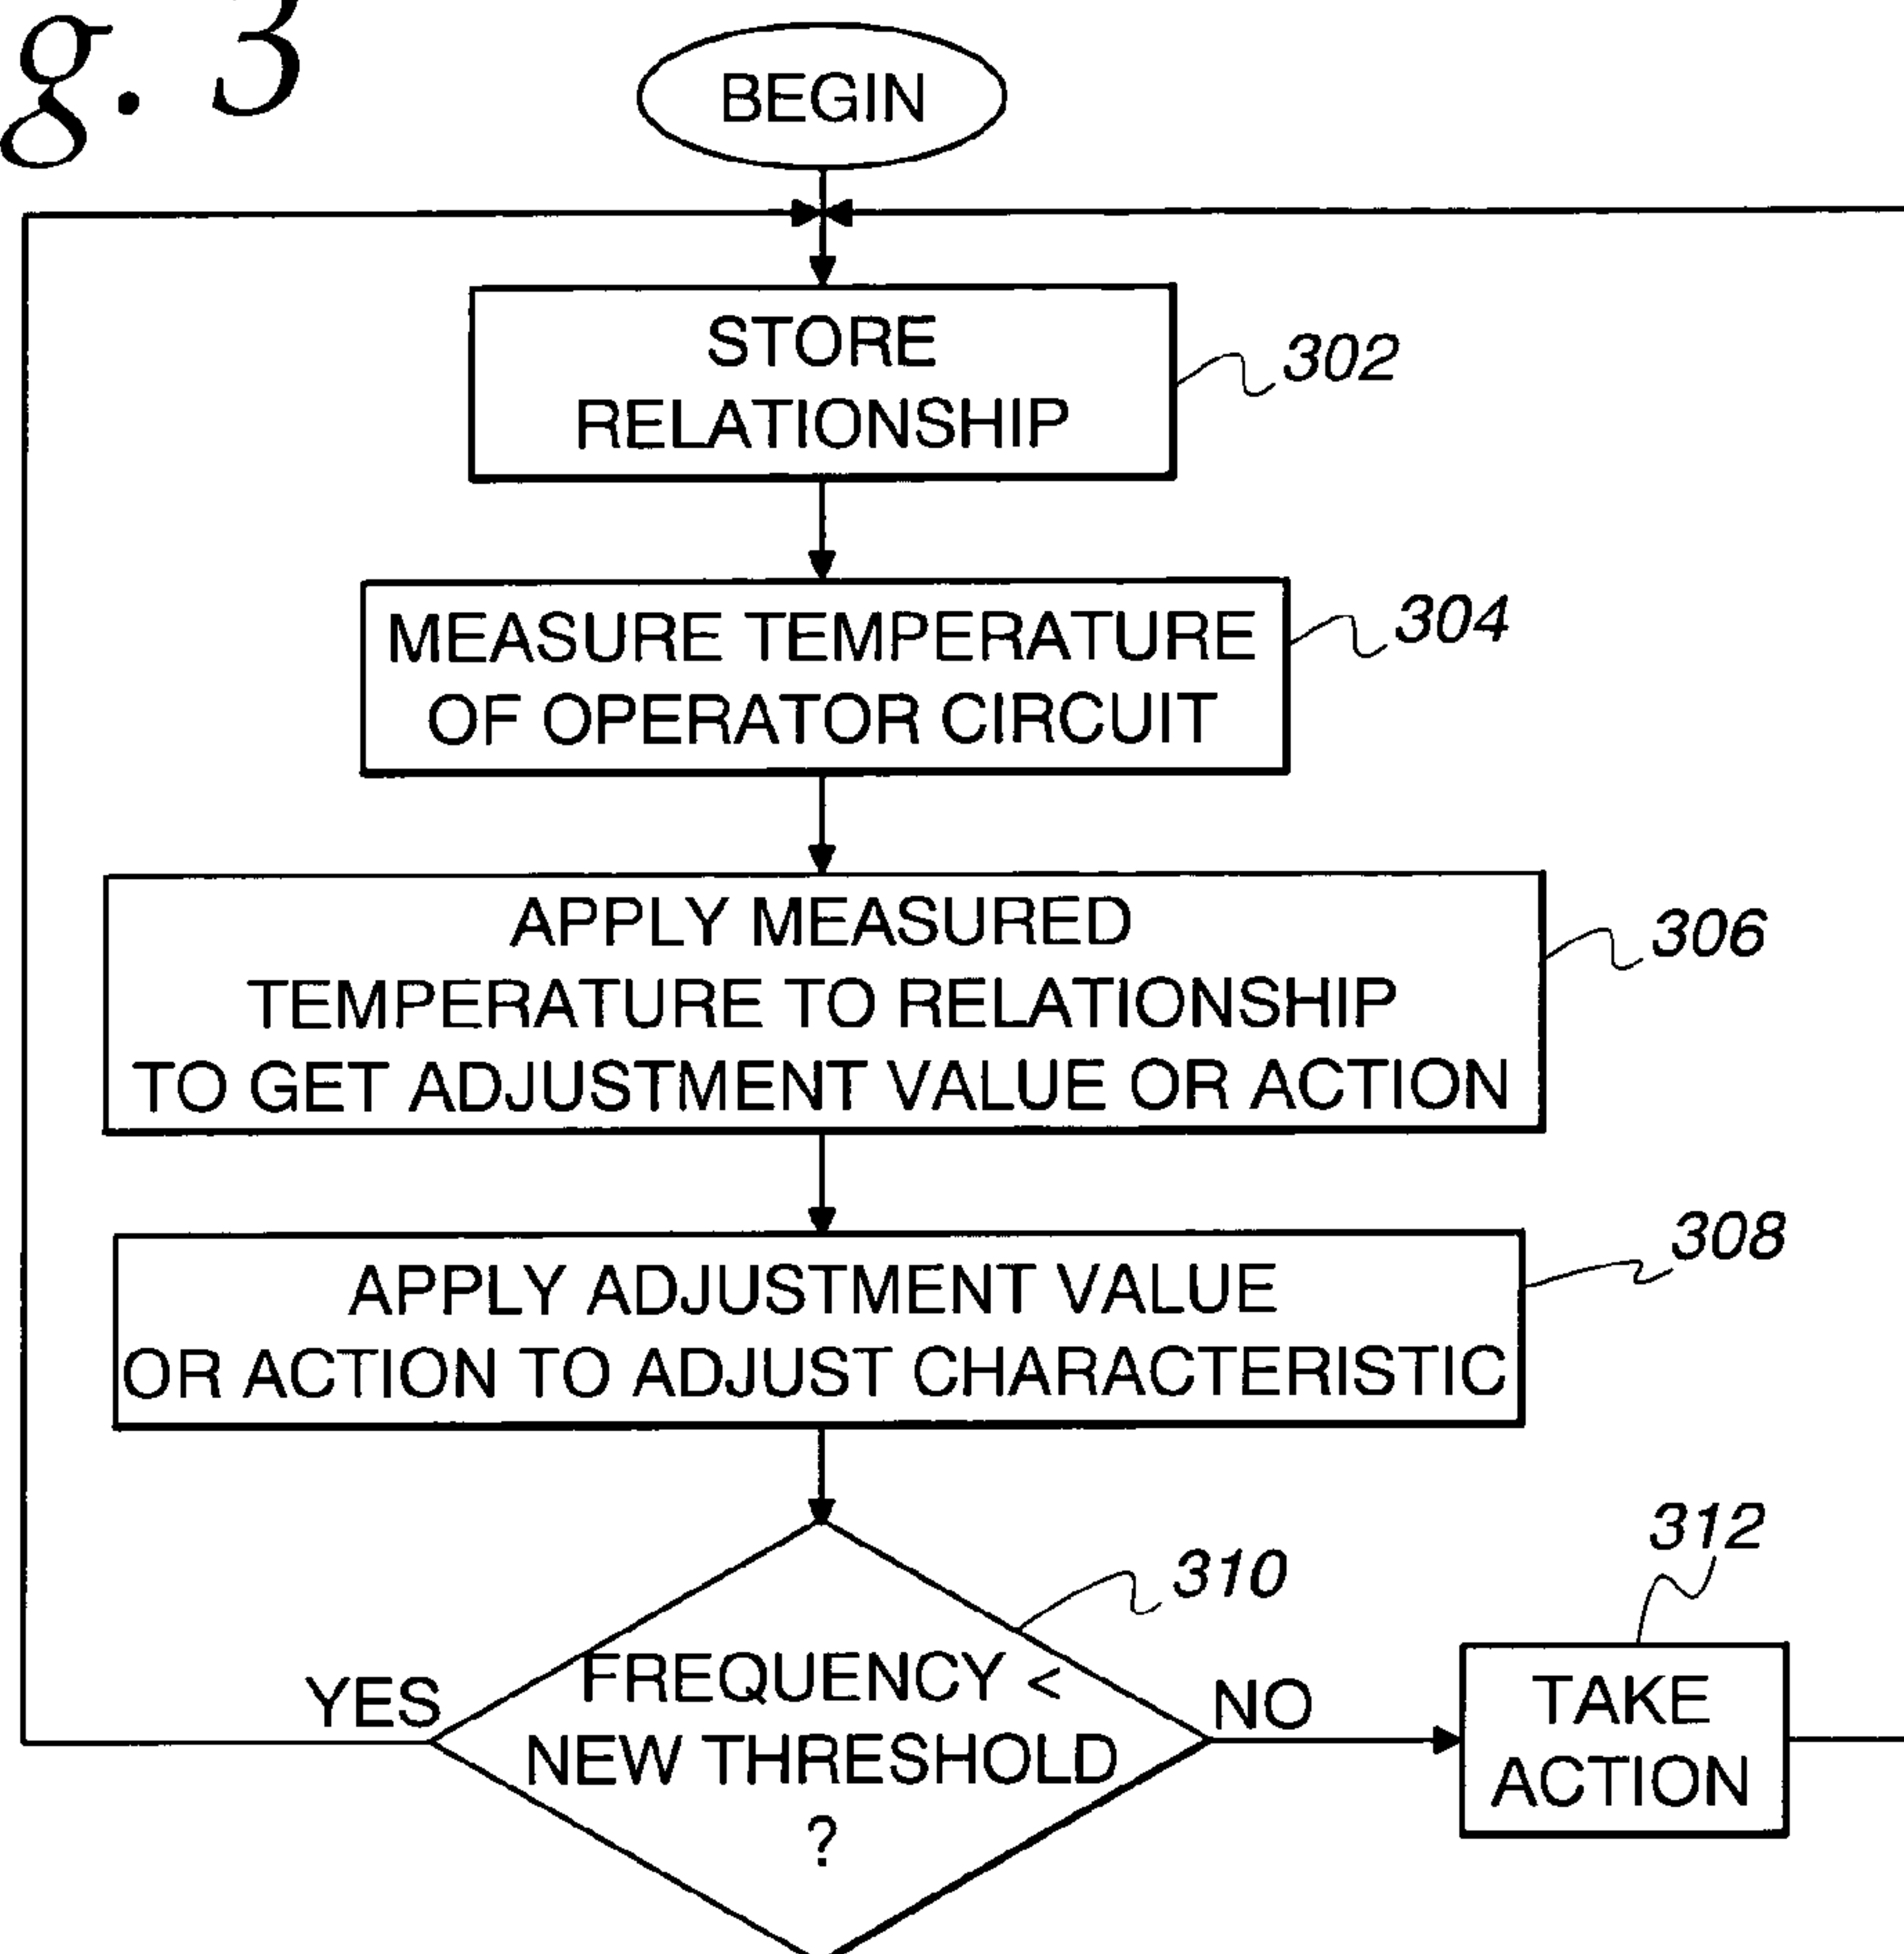 g. 3
BEGIN
STORE
RELATIONSHIP
302
MEASURE TEMPERATURE
OF OPERATOR CIRCUIT
304
APPLY MEASURED
TEMPERATURE TO RELATIONSHIP
TO GET ADJUSTMENT VALUE OR ACTION
306
APPLY ADJUSTMENT VALUE
OR ACTION TO ADJUST CHARACTERISTIC
308
FREQUENCY <
NEW THRESHOLD
?
310
YES
NO
TAKE
ACTION
312